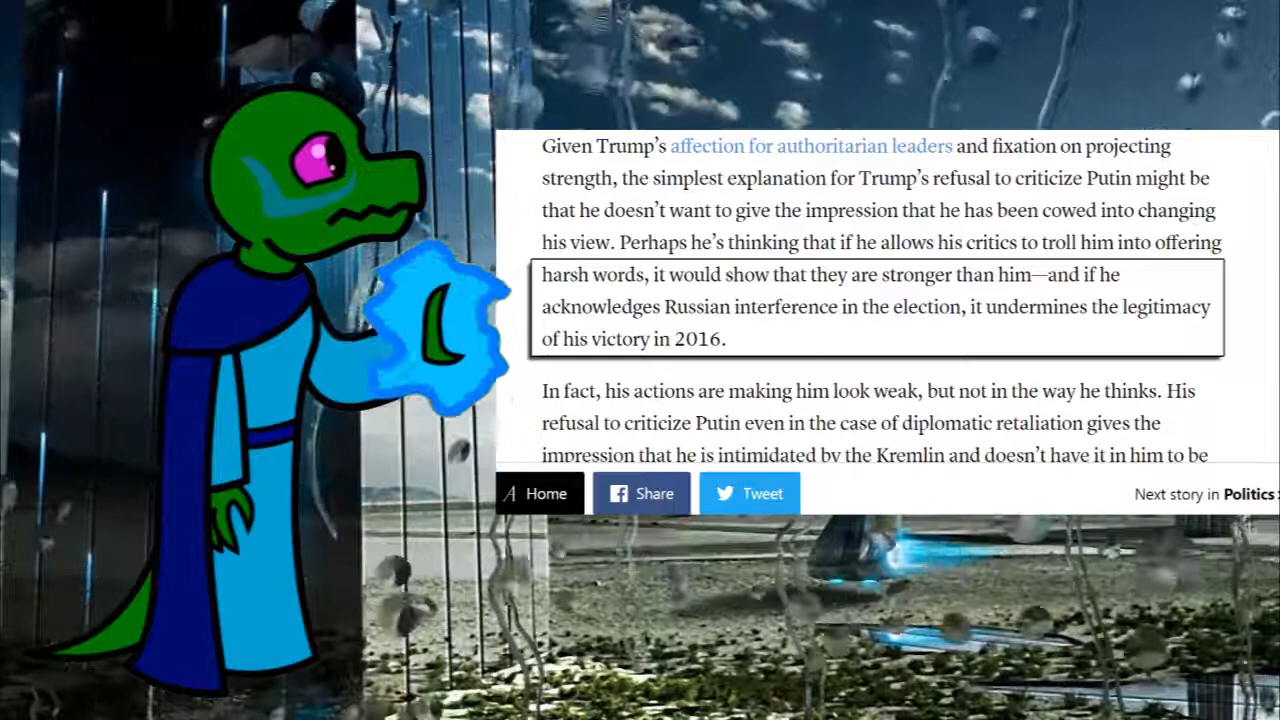 Given Trump’s affection for authoritarian leaders and fixation on projecting
strength, the simplest explanation for Trump’s refusal to criticize Putin might be
that he doesn’t want to give the impression that he has been cowed into changing
his view. Perhaps he’s thinking that if he allows his critics to troll him into offering
harsh words, it would show that they are stronger than him—and if he
acknowledges Russian interference in the election, it undermines the legitimacy
of his victory in 2016.
In fact, his actions are making him look weak, but not in the way he thinks. His
refusal to criticize Putin even in the case of diplomatic retaliation gives the
impression that he is intimidated by the Kremlin and doesn’t have it in him to be
A Home Share Tweet Next story in Politics